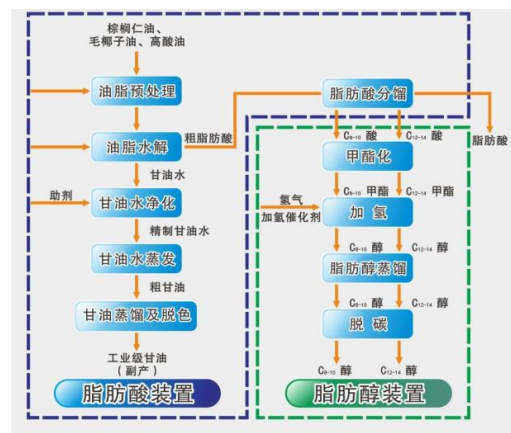 棕榈仁油、
毛椰子油、高酸油
油脂预处理
油脂水解
粗脂肪酸
甘油水
助剂
甘油水净化
精制甘油水
甘油水蒸发
粗甘油
甘油蒸馏及脱色
工业级甘油
(副产)
脂肪酸装置
脂肪酸分馏
脂肪酸
C₈₋₁₀ 酸 C₁₂₋₁₄ 酸
甲酯化
C₈₋₁₀ 甲酯 C₁₂₋₁₄ 甲酯
氢气
加氢催化剂
加氢
C₈₋₁₀ 醇 C₁₂₋₁₄ 醇
脂肪醇蒸馏
C₈₋₁₀ 醇 C₁₂₋₁₄ 醇
脱碳
C₈₋₁₀ 醇 C₁₂₋₁₄ 醇
脂肪醇装置